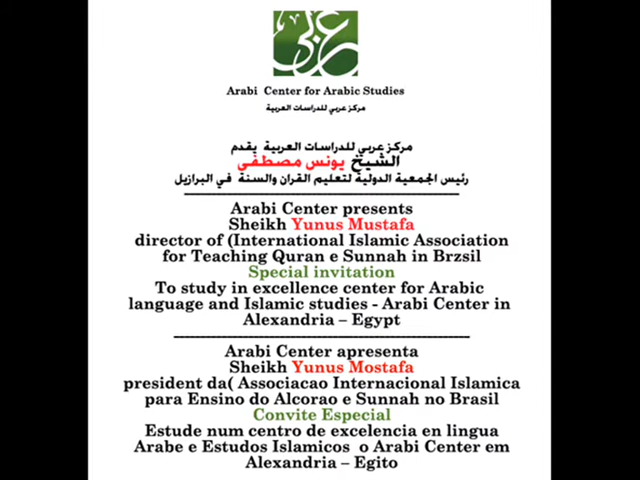 عربي
Arabi Center for Arabic Studies
مركز عربي للدراسات العربية
مركز عربي للدراسات العربية يقدم
الشيخ يونس مصطفى
رئيس الجمعية الدولية لتعليم القران والسنة في البرازيل
Arabi Center presents
Sheikh Yunus Mustafa
director of (International Islamic Association
for Teaching Quran e Sunnah in Brzsil
Special invitation
To study in excellence center for Arabic
language and Islamic studies - Arabi Center in
Alexandria – Egypt
Arabi Center apresenta
Sheikh Yunus Mostafa
president da( Associacao Internacional Islamica
para Ensino do Alcorao e Sunnah no Brasil
Convite Especial
Estude num centro de excelencia en lingua
Arabe e Estudos Islamicos o Arabi Center em
Alexandria – Egito